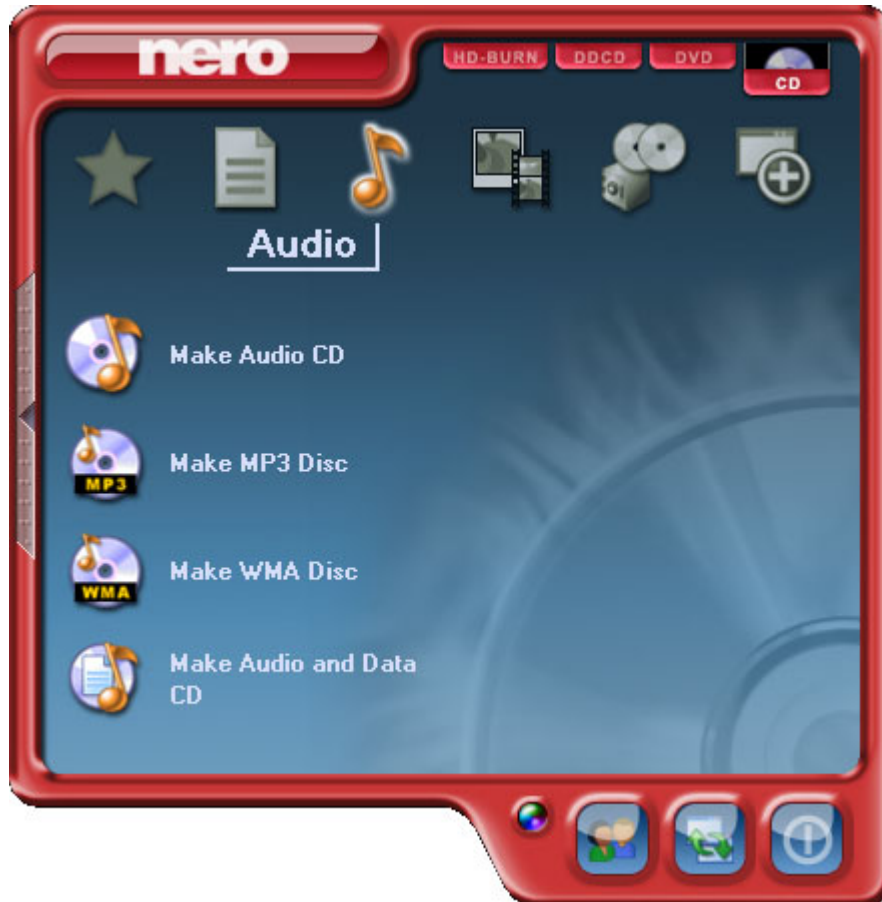 nero
HD-BURN DDCD DVD
CD
Audio
Make Audio CD
MP3
Make MP3 Disc
WMA
Make WMA Disc
Make Audio and Data
CD